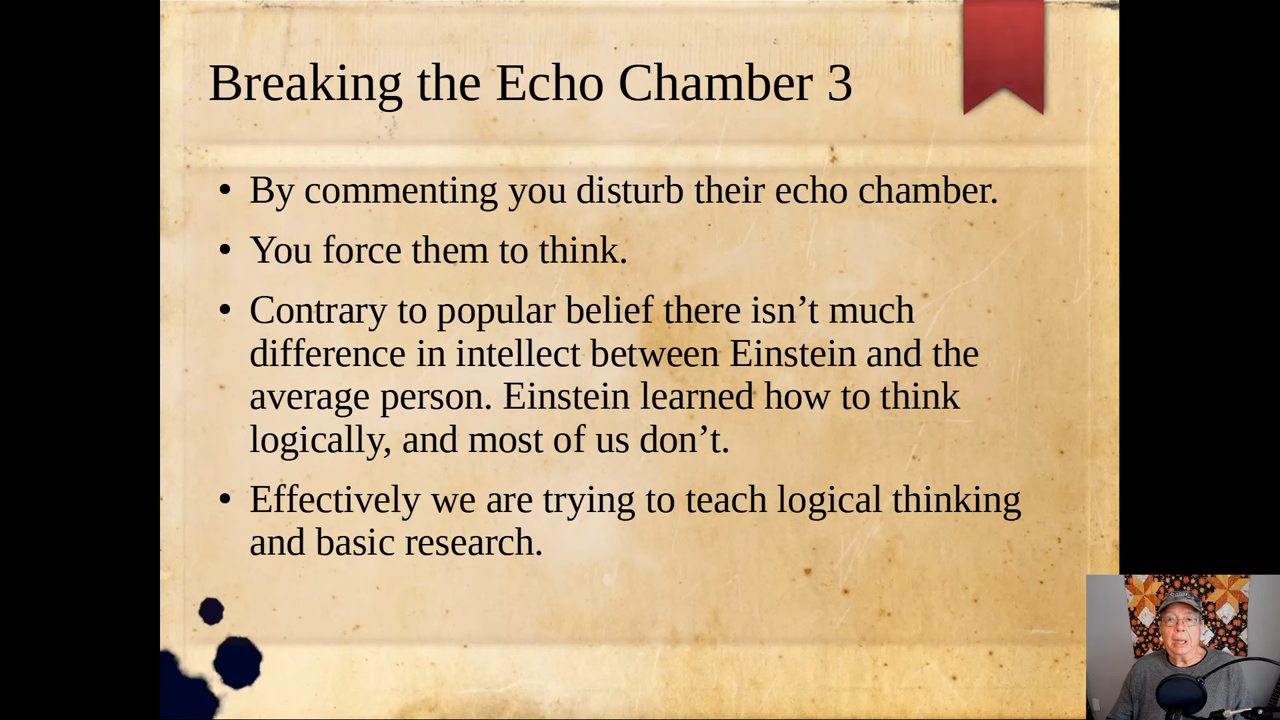 Breaking the Echo Chamber 3
• By commenting you disturb their echo chamber.
• You force them to think.
• Contrary to popular belief there isn’t much
difference in intellect between Einstein and the
average person. Einstein learned how to think
logically, and most of us don’t.
• Effectively we are trying to teach logical thinking
and basic research.